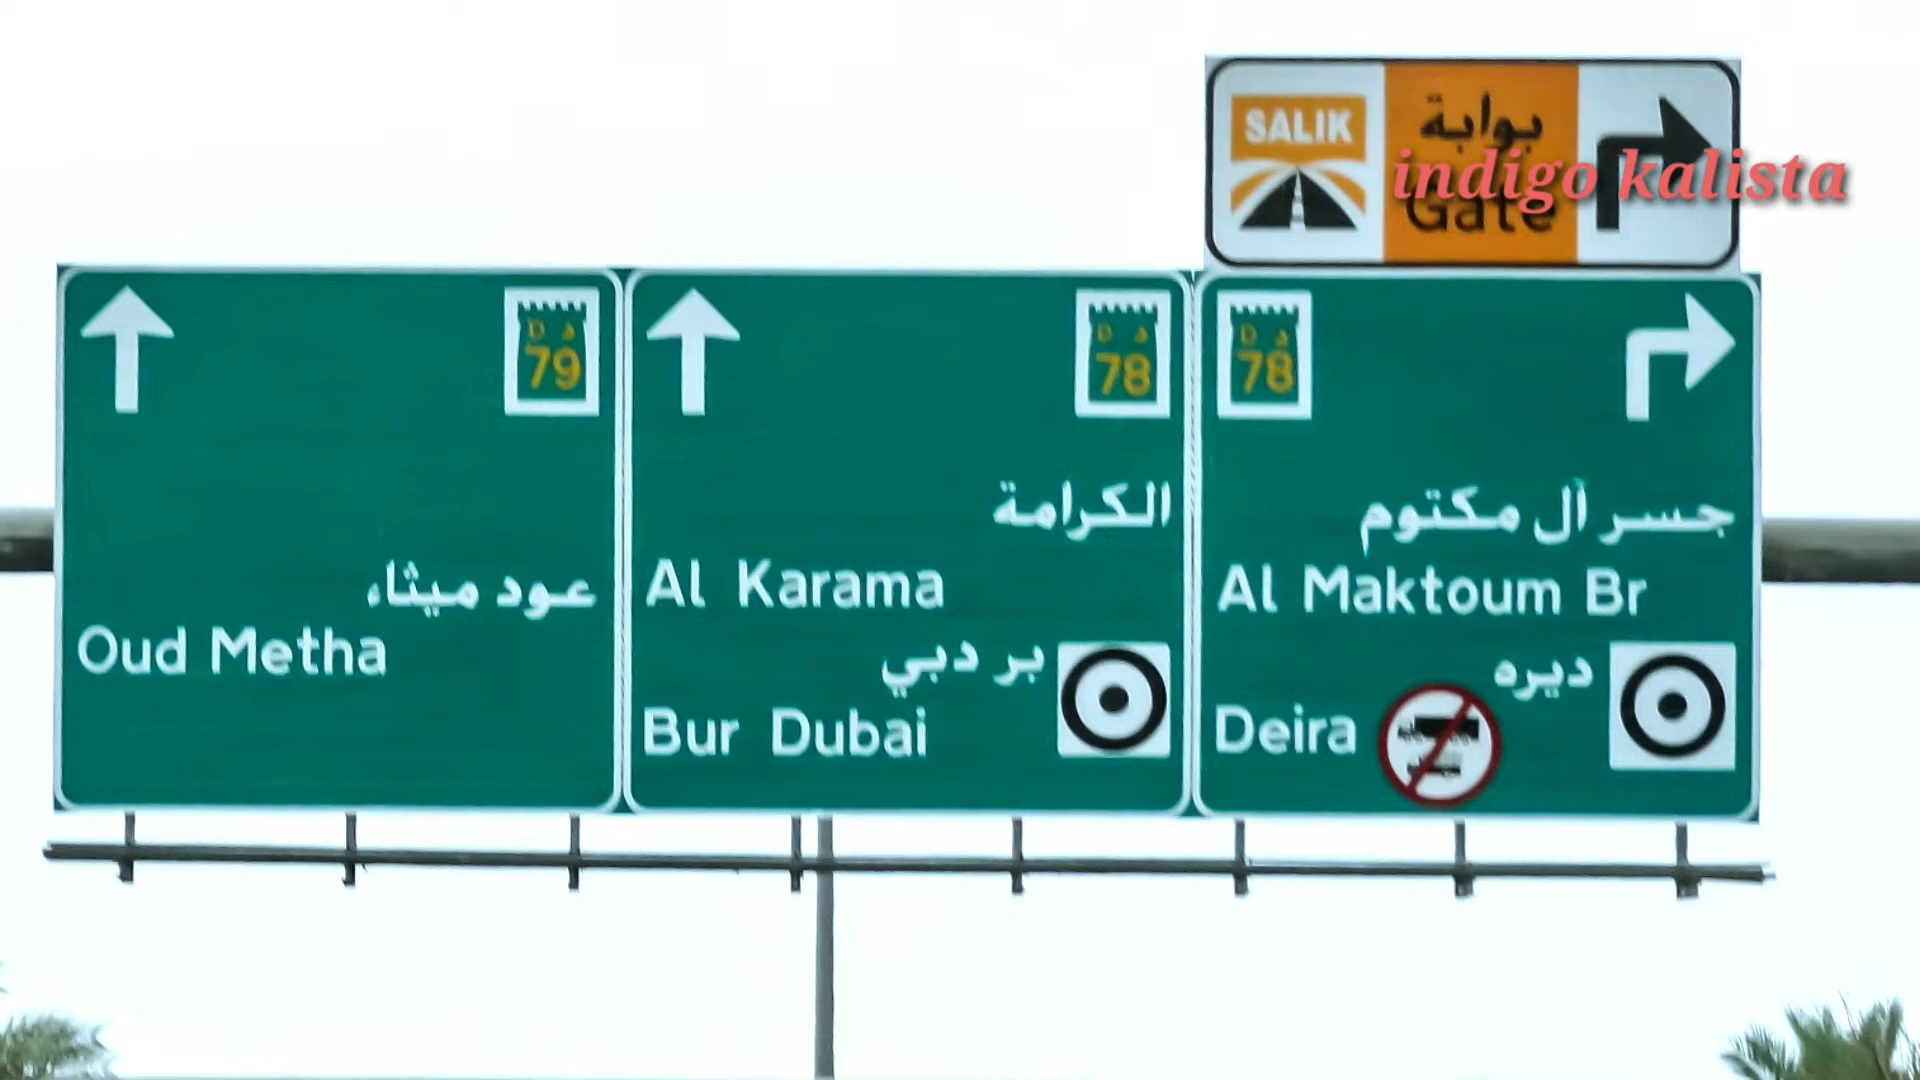 SALIK
بوابة
Gate
indigo kalista
D د
79
عود ميثاء
Oud Metha
D د
78
الكرامة
Al Karama
بر دبي
Bur Dubai
D د
78
جسر آل مكتوم
Al Maktoum Br
ديره
Deira